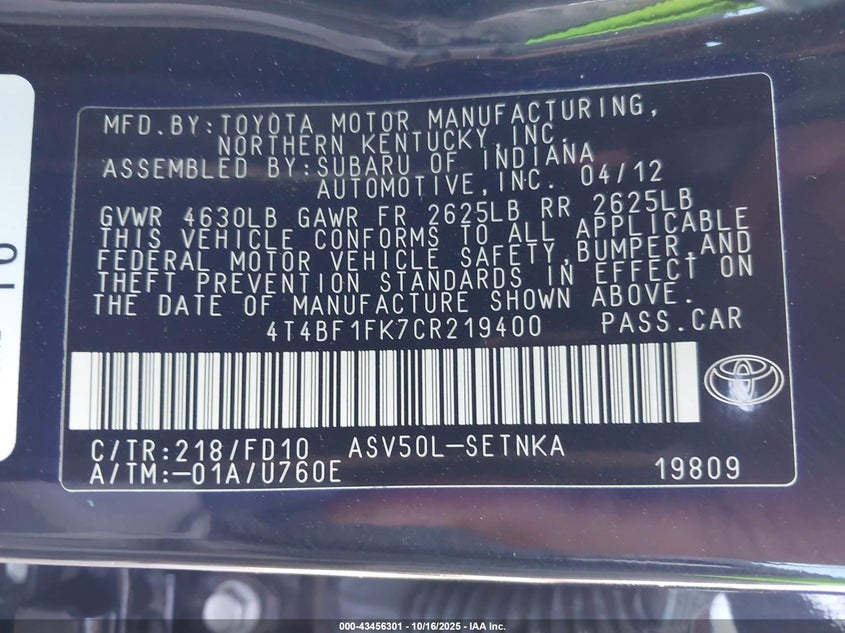 MFD.BY:TOYOTA MOTOR MANUFACTURING,
NORTHERN KENTUCKY,INC.
ASSEMBLED BY:SUBARU OF INDIANA
AUTOMOTIVE,INC. 04/12
GVWR 4630LB GAWR FR 2625LB RR 2625LB
THIS VEHICLE CONFORMS TO ALL APPLICABLE
FEDERAL MOTOR VEHICLE SAFETY,BUMPER,AND
THEFT PREVENTION STANDARDS IN EFFECT ON
THE DATE OF MANUFACTURE SHOWN ABOVE.
4T4BF1FK7CR219400 PASS.CAR
C/TR:218/FD10 ASV50L-SETNKA
A/TM:-01A/U760E 19809
000-43456301 - 10/16/2025 - IAA Inc.